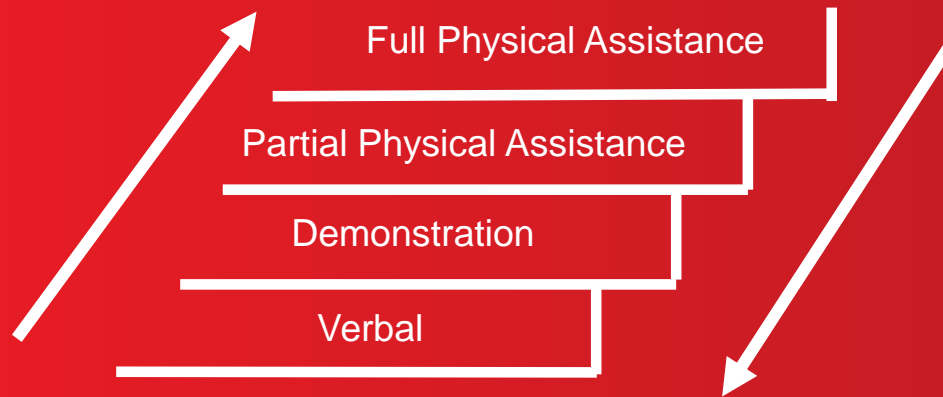 Full Physical Assistance
Partial Physical Assistance
Demonstration
Verbal